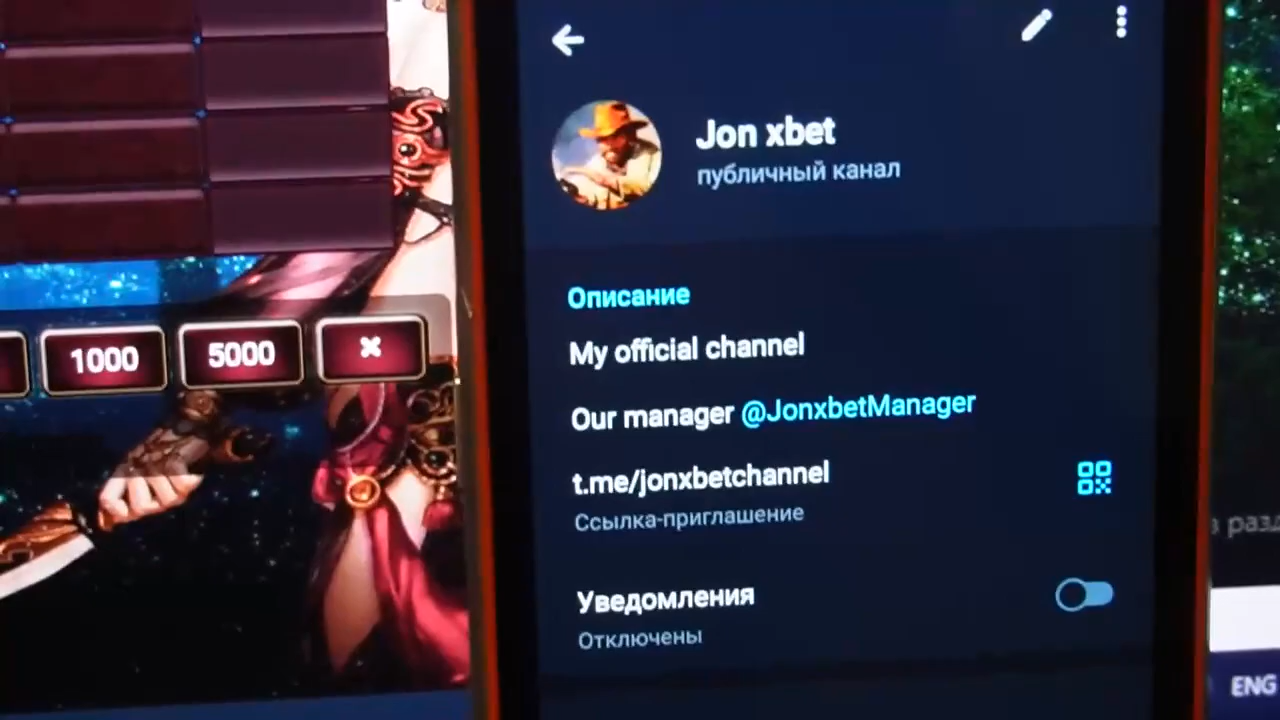 Jon xbet
публичный канал
Описание
My official channel
Our manager @JonxbetManager
t.me/jonxbetchannel
Ссылка-приглашение
Уведомления
Отключены
1000
5000
ENG